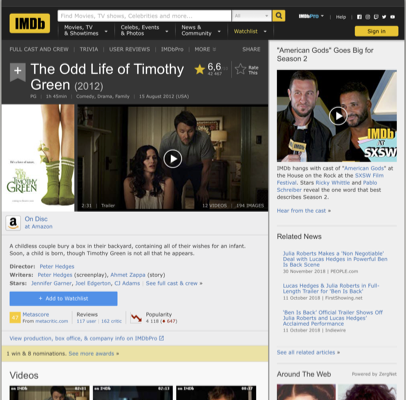 IMDb
Find Movies, TV shows, Celebrities and more...
All
IMDbPro
Help
Movies, TV
& Showtimes
Celebs, Events
& Photos
News &
Community
Watchlist
Sign in
FULL CAST AND CREW | TRIVIA | USER REVIEWS | IMDbPro | MORE
SHARE
The Odd Life of Timothy
Green (2012)
6,6
Rate
This
PG | 1h 45min | Comedy, Drama, Family | 15 August 2012 (USA)
TIMOTHY
GREEN
2:31 | Trailer
12 VIDEOS | 194 IMAGES
On Disc
at Amazon
A childless couple bury a box in their backyard, containing all of their wishes for an infant.
Soon, a child is born, though Timothy Green is not all that he appears.
Director: Peter Hedges
Writers: Peter Hedges (screenplay), Ahmet Zappa (story)
Stars: Jennifer Garner, Joel Edgerton, CJ Adams | See full cast & crew »
+ Add to Watchlist
Metascore
From metacritic.com
Reviews
117 user | 162 critic
Popularity
4 118 (647)
View production, box office, & company info on IMDbPro
1 win & 8 nominations. See more awards »
Videos
"American Gods" Goes Big for
Season 2
IMDb
at
SXSW
IMDb hangs with cast of "American Gods" at
the House on the Rock at the SXSW Film
Festival. Stars Ricky Whittle and Pablo
Schreiber reveal the one word that best
describes Season 2.
Hear from the cast »
Related News
Julia Roberts Makes a 'Non Negotiable'
Deal with Lucas Hedges in Powerful Ben
Is Back Scene
30 November 2018 | PEOPLE.com
Lucas Hedges & Julia Roberts in Full-
Length Trailer for 'Ben Is Back'
11 October 2018 | FirstShowing.net
'Ben Is Back' Official Trailer Shows Off
Julia Roberts and Lucas Hedges'
Acclaimed Performance
11 October 2018 | Indiewire
See all related articles »
Around The Web
Powered by ZergNet